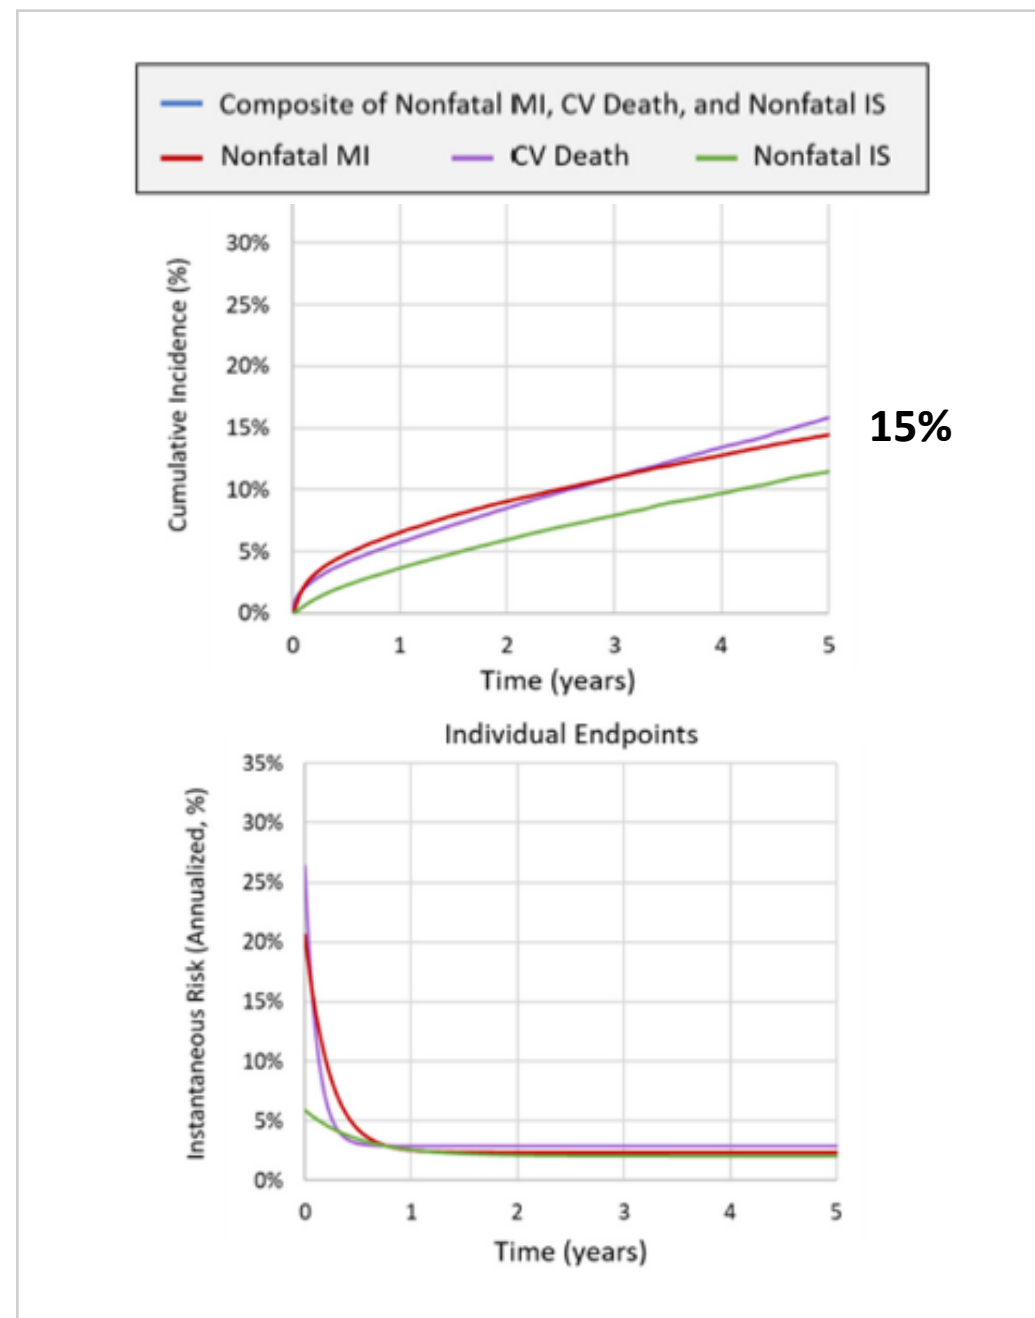 Composite of Nonfatal MI, CV Death, and Nonfatal IS
Nonfatal MI CV Death Nonfatal IS
Cumulative Incidence (%)
30%
25%
20%
15%
10%
5%
0%
15%
0 1 2 3 4 5
Time (years)
Individual Endpoints
Instantaneous Risk (Annualized, %)
35%
30%
25%
20%
15%
10%
5%
0%
0 1 2 3 4 5
Time (years)